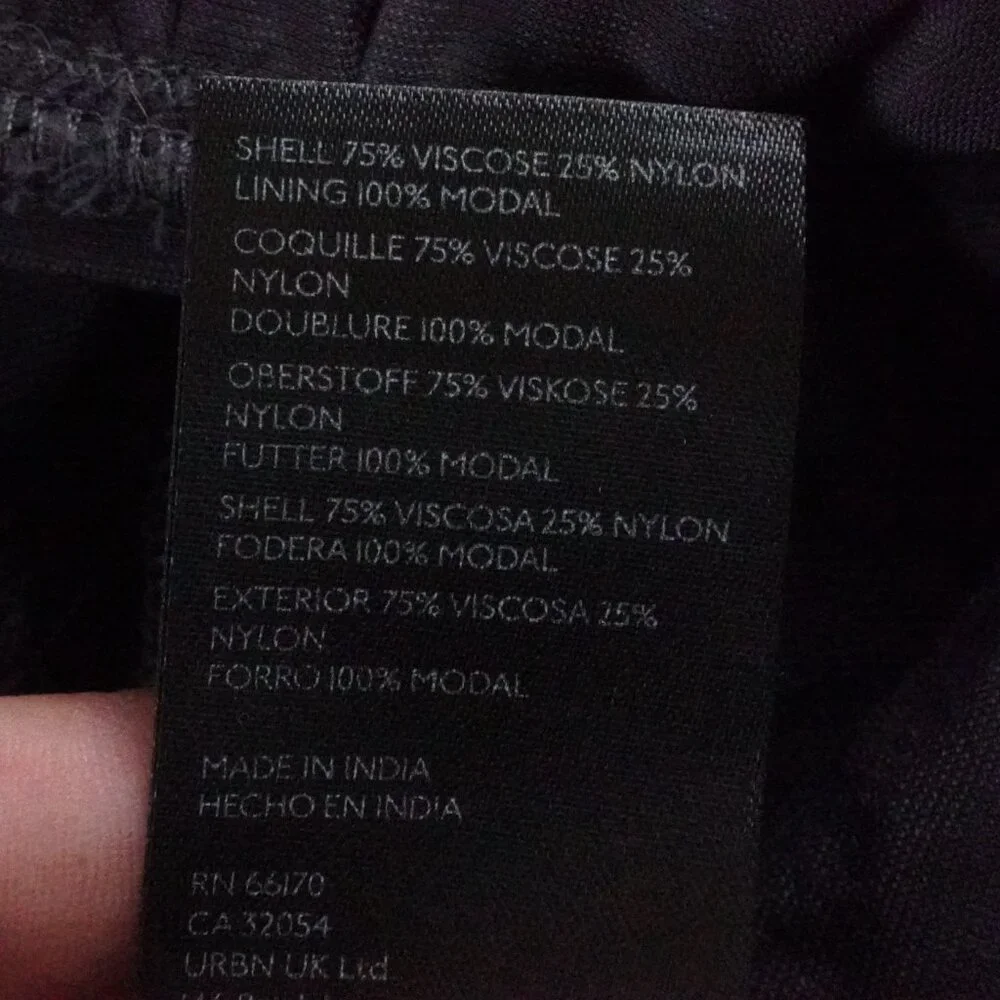 SHELL 75% VISCOSE 25% NYLON
LINING 100% MODAL
COQUILLE 75% VISCOSE 25%
NYLON
DOUBLURE 100% MODAL
OBERSTOFF 75% VISKOSE 25%
NYLON
FUTTER 100% MODAL
SHELL 75% VISCOSA 25% NYLON
FODERA 100% MODAL
EXTERIOR 75% VISCOSA 25%
NYLON
FORRO 100% MODAL
MADE IN INDIA
HECHO EN INDIA
RN 66170
CA 32054
URBN UK Ltd